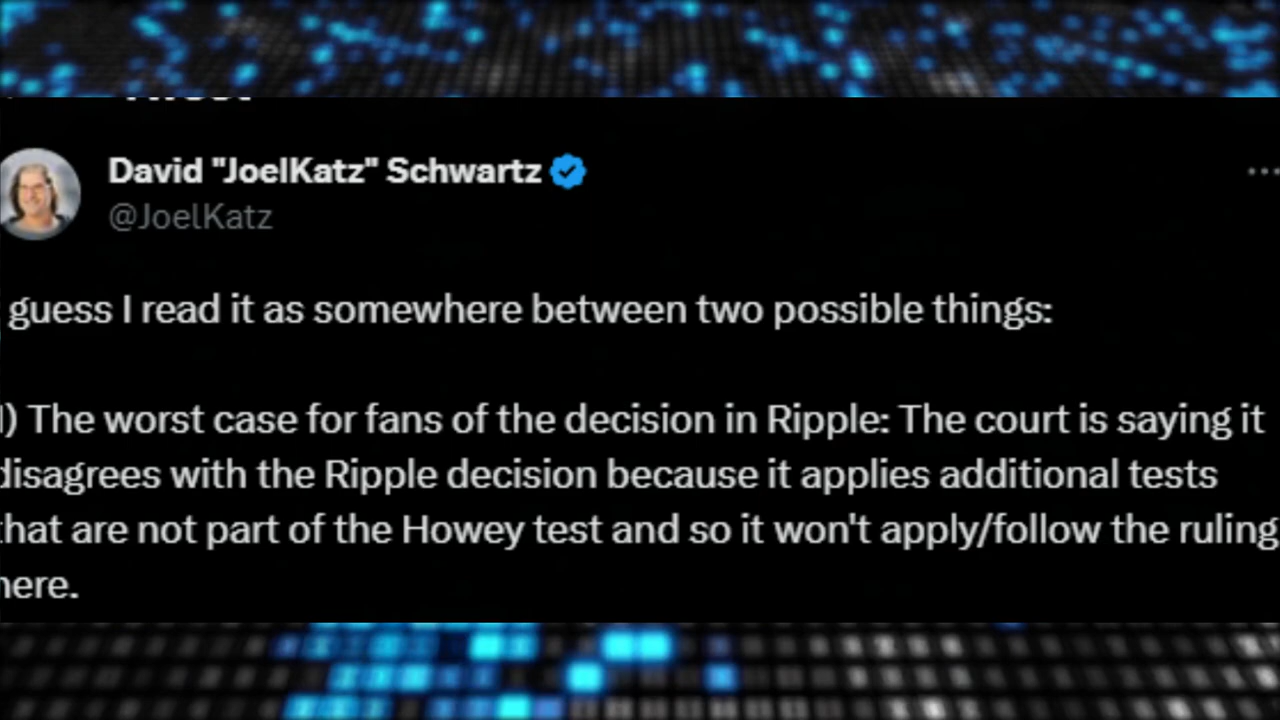 David "JoelKatz" Schwartz
@JoelKatz
guess I read it as somewhere between two possible things:
) The worst case for fans of the decision in Ripple: The court is saying it
disagrees with the Ripple decision because it applies additional tests
that are not part of the Howey test and so it won't apply/follow the ruling
here.